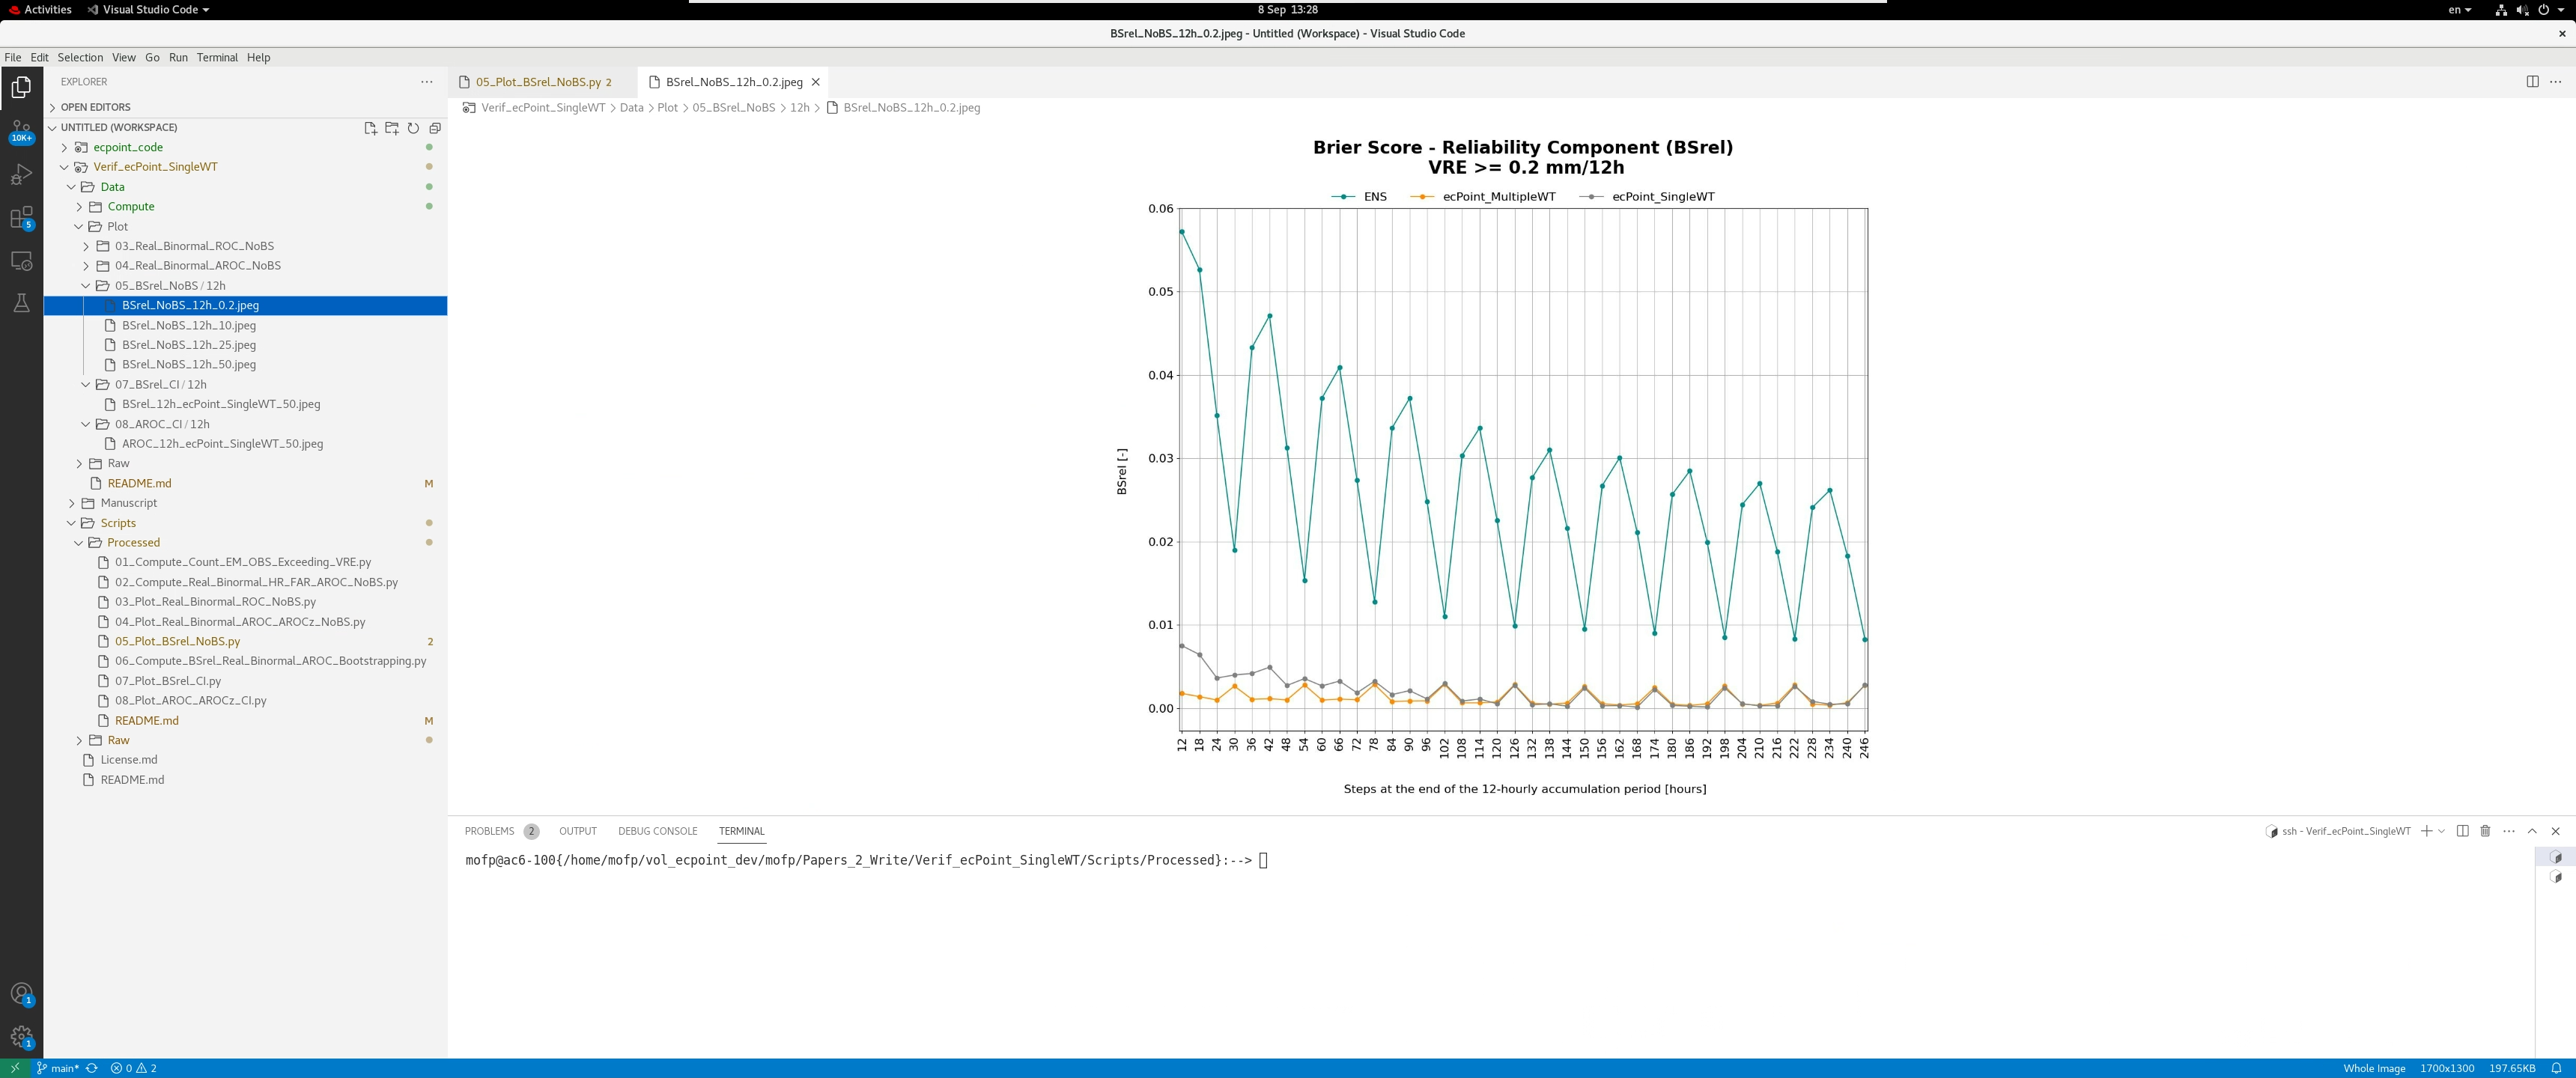 Activities Visual Studio Code 8 Sep 13:28 en
BSrel_NoBS_12h_0.2.jpeg - Untitled (Workspace) - Visual Studio Code
File Edit Selection View Go Run Terminal Help
EXPLORER
OPEN EDITORS
UNTITLED (WORKSPACE)
10K+
5
ecpoint_code
Verif_ecPoint_SingleWT
Data
Compute
Plot
03_Real_Binormal_ROC_NoBS
04_Real_Binormal_AROC_NoBS
05_BSrel_NoBS / 12h
BSrel_NoBS_12h_0.2.jpeg
BSrel_NoBS_12h_10.jpeg
BSrel_NoBS_12h_25.jpeg
BSrel_NoBS_12h_50.jpeg
07_BSrel_CI / 12h
BSrel_12h_ecPoint_SingleWT_50.jpeg
08_AROC_CI / 12h
AROC_12h_ecPoint_SingleWT_50.jpeg
Raw
README.md M
Manuscript
Scripts
Processed
01_Compute_Count_EM_OBS_Exceeding_VRE.py
02_Compute_Real_Binormal_HR_FAR_AROC_NoBS.py
03_Plot_Real_Binormal_ROC_NoBS.py
04_Plot_Real_Binormal_AROC_AROCz_NoBS.py
05_Plot_BSrel_NoBS.py 2
06_Compute_BSrel_Real_Binormal_AROC_Bootstrapping.py
07_Plot_BSrel_CI.py
08_Plot_AROC_AROCz_CI.py
README.md M
Raw
License.md
README.md
1
1
05_Plot_BSrel_NoBS.py 2 BSrel_NoBS_12h_0.2.jpeg
Verif_ecPoint_SingleWT > Data > Plot > 05_BSrel_NoBS > 12h > BSrel_NoBS_12h_0.2.jpeg
Brier Score - Reliability Component (BSrel)
VRE >= 0.2 mm/12h
ENS ecPoint_MultipleWT ecPoint_SingleWT
0.06
0.05
0.04
0.03
0.02
0.01
0.00
BSrel [-]
12 18 24 30 36 42 48 54 60 66 72 78 84 90 96 102 108 114 120 126 132 138 144 150 156 162 168 174 180 186 192 198 204 210 216 222 228 234 240 246
Steps at the end of the 12-hourly accumulation period [hours]
PROBLEMS 2 OUTPUT DEBUG CONSOLE TERMINAL ssh - Verif_ecPoint_SingleWT
mofp@ac6-100{/home/mofp/vol_ecpoint_dev/mofp/Papers_2_Write/Verif_ecPoint_SingleWT/Scripts/Processed}:-->
main* 0 2 Whole Image 1700x1300 197.65KB